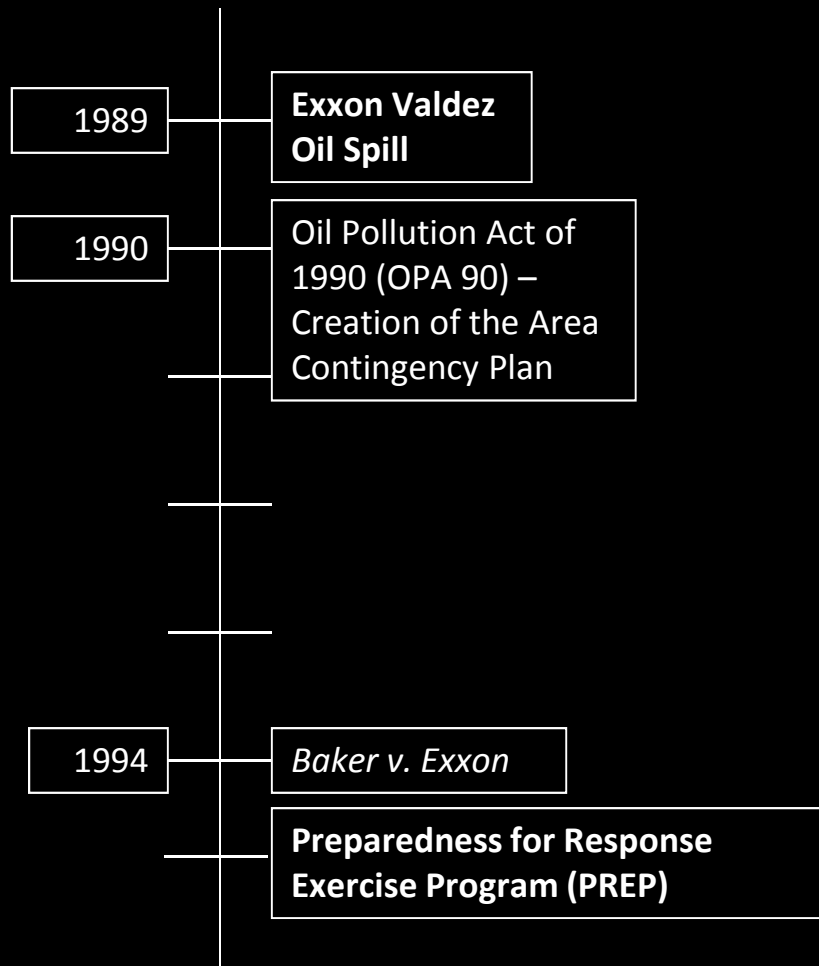 1989
Exxon Valdez
Oil Spill
1990
Oil Pollution Act of
1990 (OPA 90) –
Creation of the Area
Contingency Plan
1994
Baker v. Exxon
Preparedness for Response
Exercise Program (PREP)